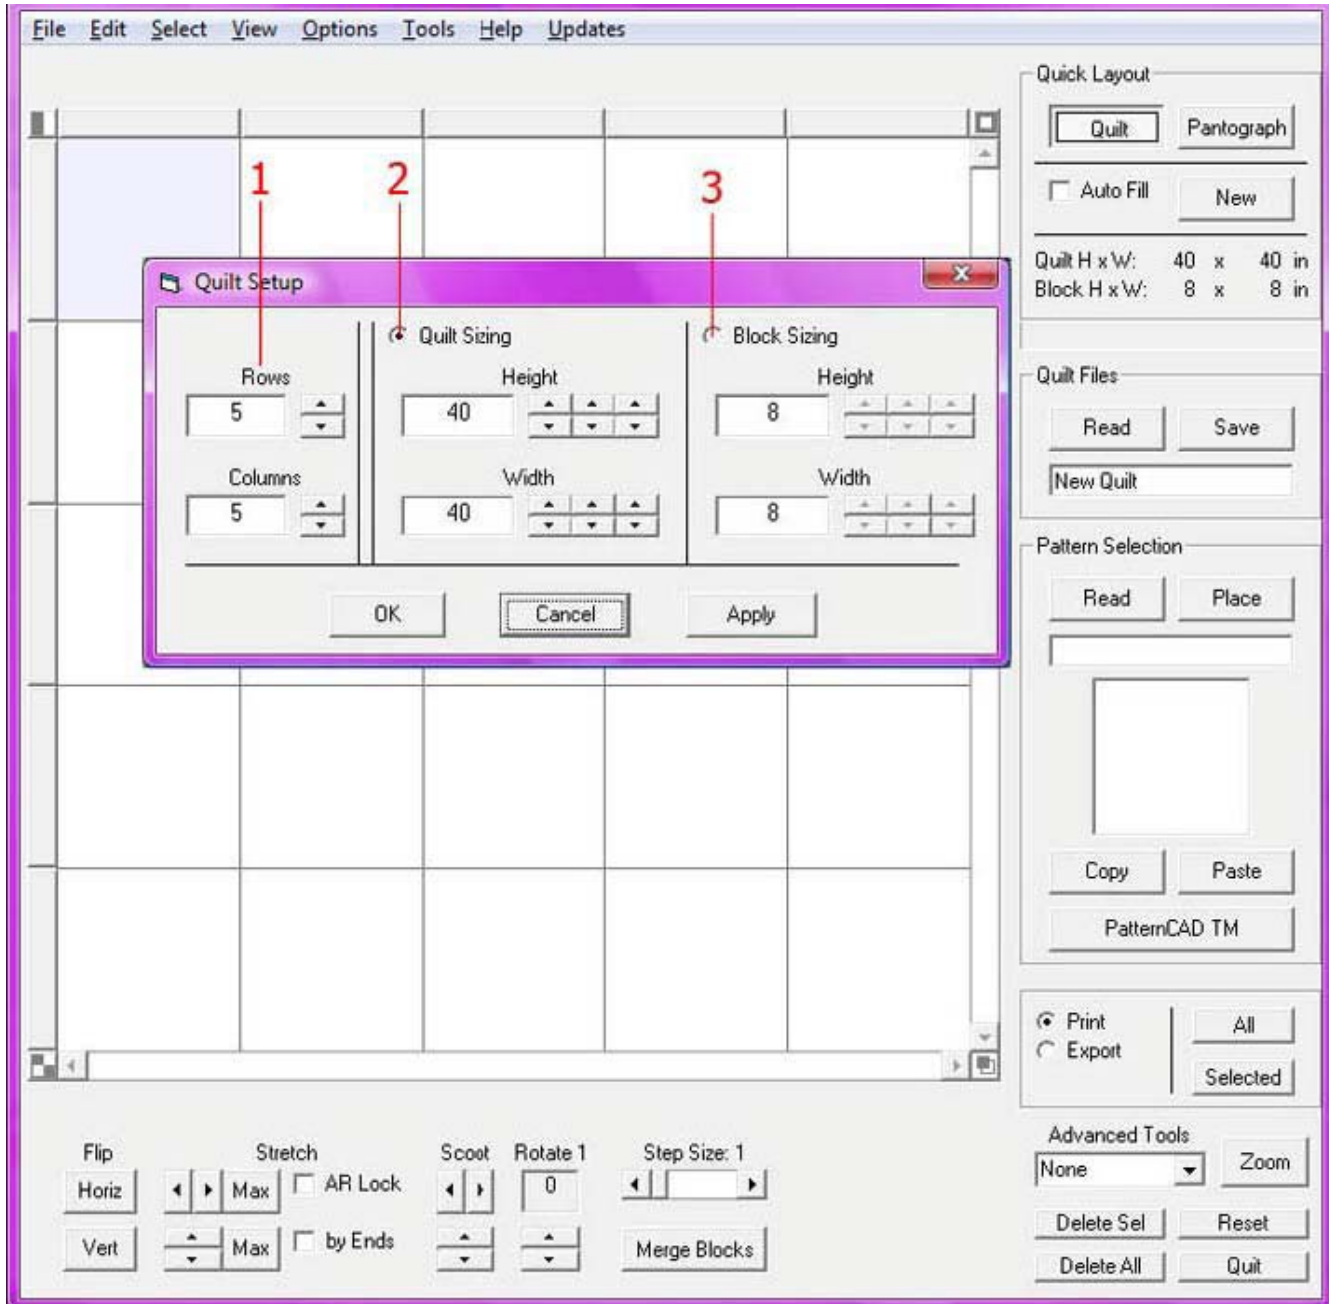 File Edit Select View Options Tools Help Updates
Quick Layout
Quilt Pantograph
Auto Fill New
Quilt H x W: 40 x 40 in
Block H x W: 8 x 8 in
1 2 3
Quilt Setup
Quilt Sizing Block Sizing
Rows Height Height
5 40 8
Columns Width Width
5 40 8
OK Cancel Apply
Quilt Files
Read Save
New Quilt
Pattern Selection
Read Place
Copy Paste
PatternCAD TM
Print All
Export
Selected
Flip Stretch Scoot Rotate 1 Step Size: 1
Horiz Max AR Lock 0
Vert Max by Ends Merge Blocks
Advanced Tools
None Zoom
Delete Sel Reset
Delete All Quit